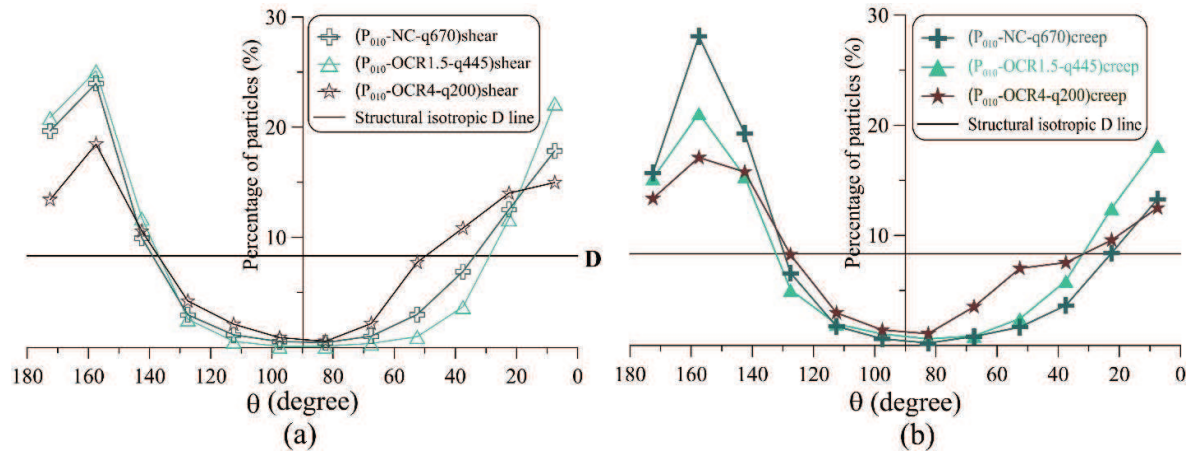 30
(P010-NC-q670)shear
(P010-OCR1.5-q445)shear
(P010-OCR4-q200)shear
Structural isotropic D line
20
10
Percentage of particles (%)
D
180 160 140 120 100 80 60 40 20 0
θ (degree)
(a)
30
(P010-NC-q670)creep
(P010-OCR1.5-q445)creep
(P010-OCR4-q200)creep
Structural isotropic D line
20
10
Percentage of particles (%)
180 160 140 120 100 80 60 40 20 0
θ (degree)
(b)